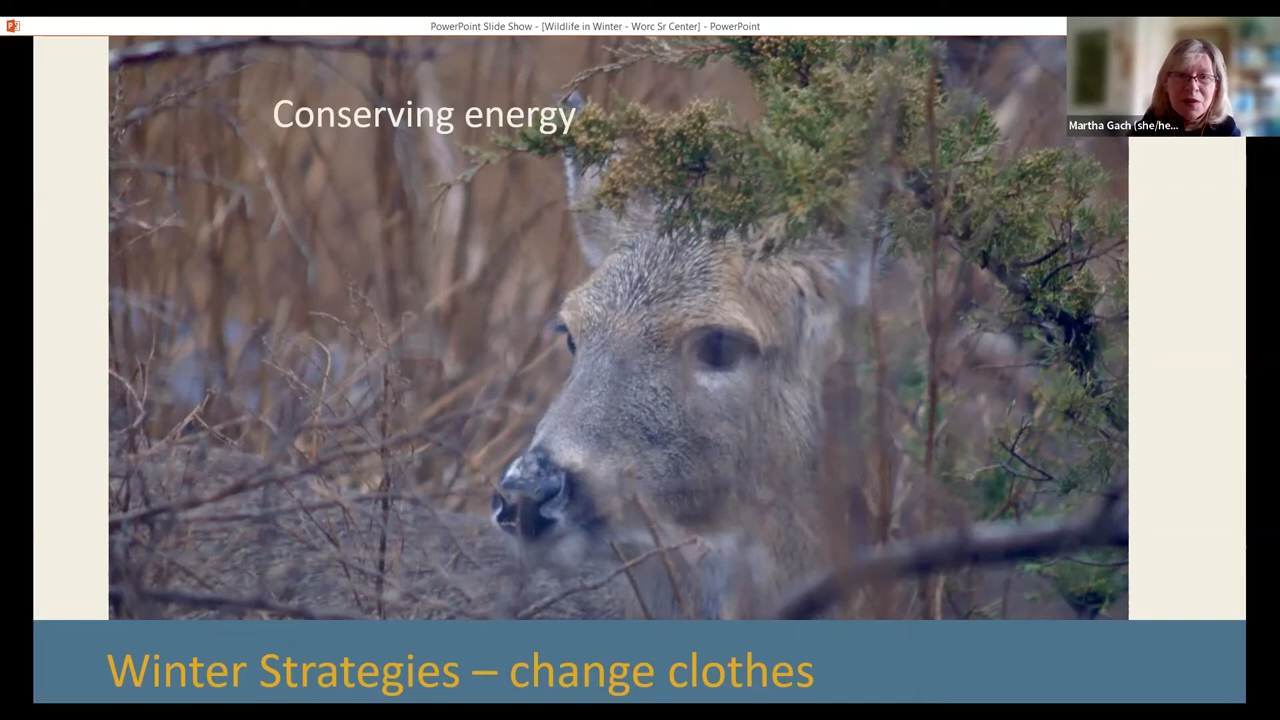 PowerPoint Slide Show - [Wildlife in Winter - Worc Sr Center] - PowerPoint
Martha Gach (she/he...
Conserving energy
Winter Strategies – change clothes